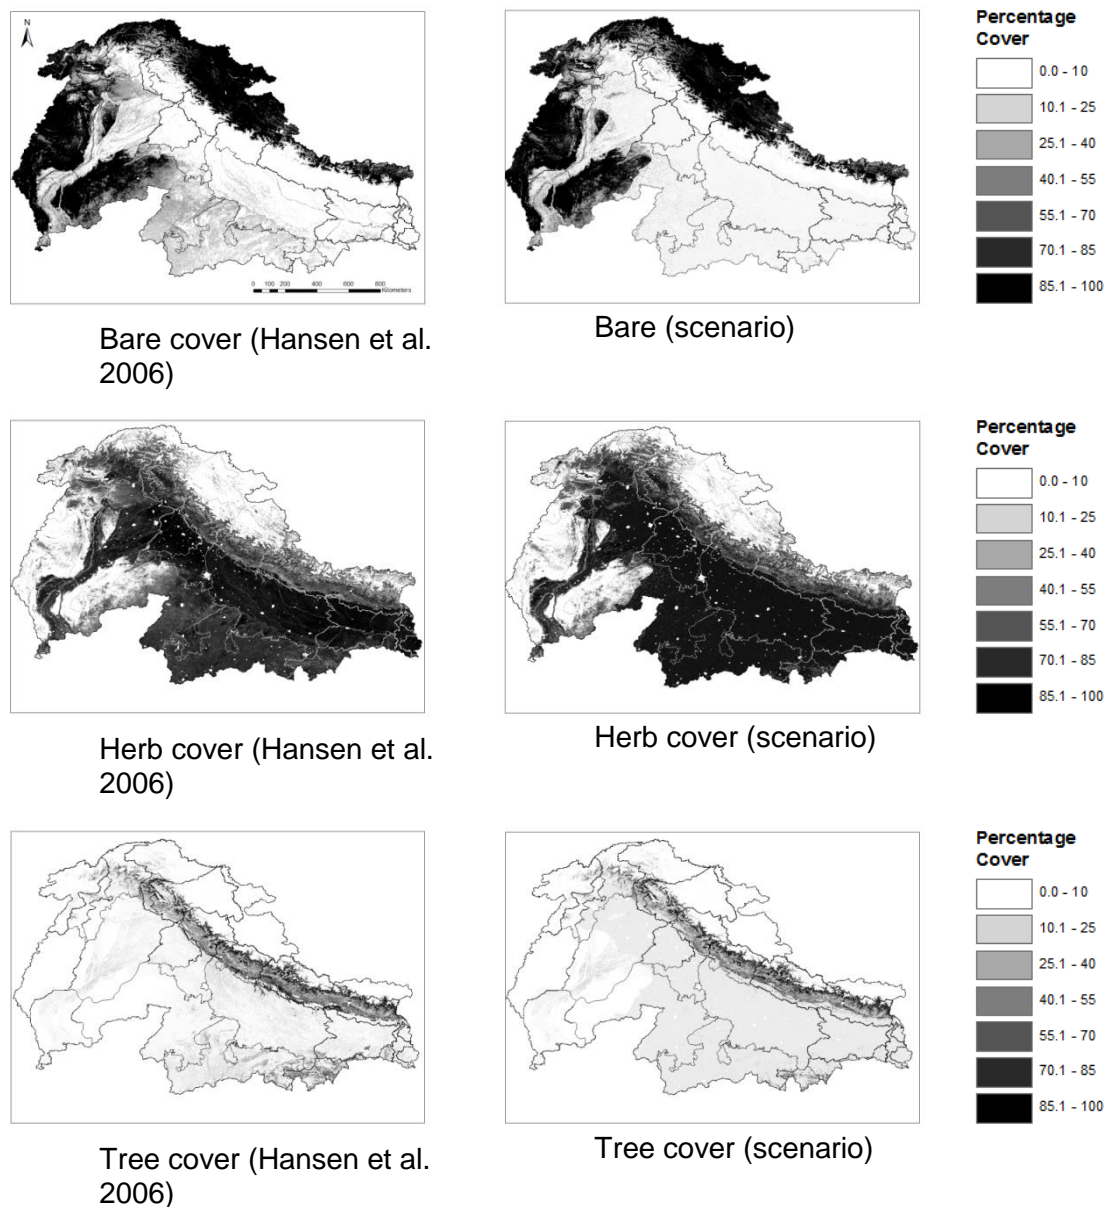 N
0 100 200 400 600 800
Kilometers
Percentage
Cover
0.0 - 10
10.1 - 25
25.1 - 40
40.1 - 55
55.1 - 70
70.1 - 85
85.1 - 100
Bare cover (Hansen et al.
2006)
Bare (scenario)
Percentage
Cover
0.0 - 10
10.1 - 25
25.1 - 40
40.1 - 55
55.1 - 70
70.1 - 85
85.1 - 100
Herb cover (Hansen et al.
2006)
Herb cover (scenario)
Percentage
Cover
0.0 - 10
10.1 - 25
25.1 - 40
40.1 - 55
55.1 - 70
70.1 - 85
85.1 - 100
Tree cover (Hansen et al.
2006)
Tree cover (scenario)